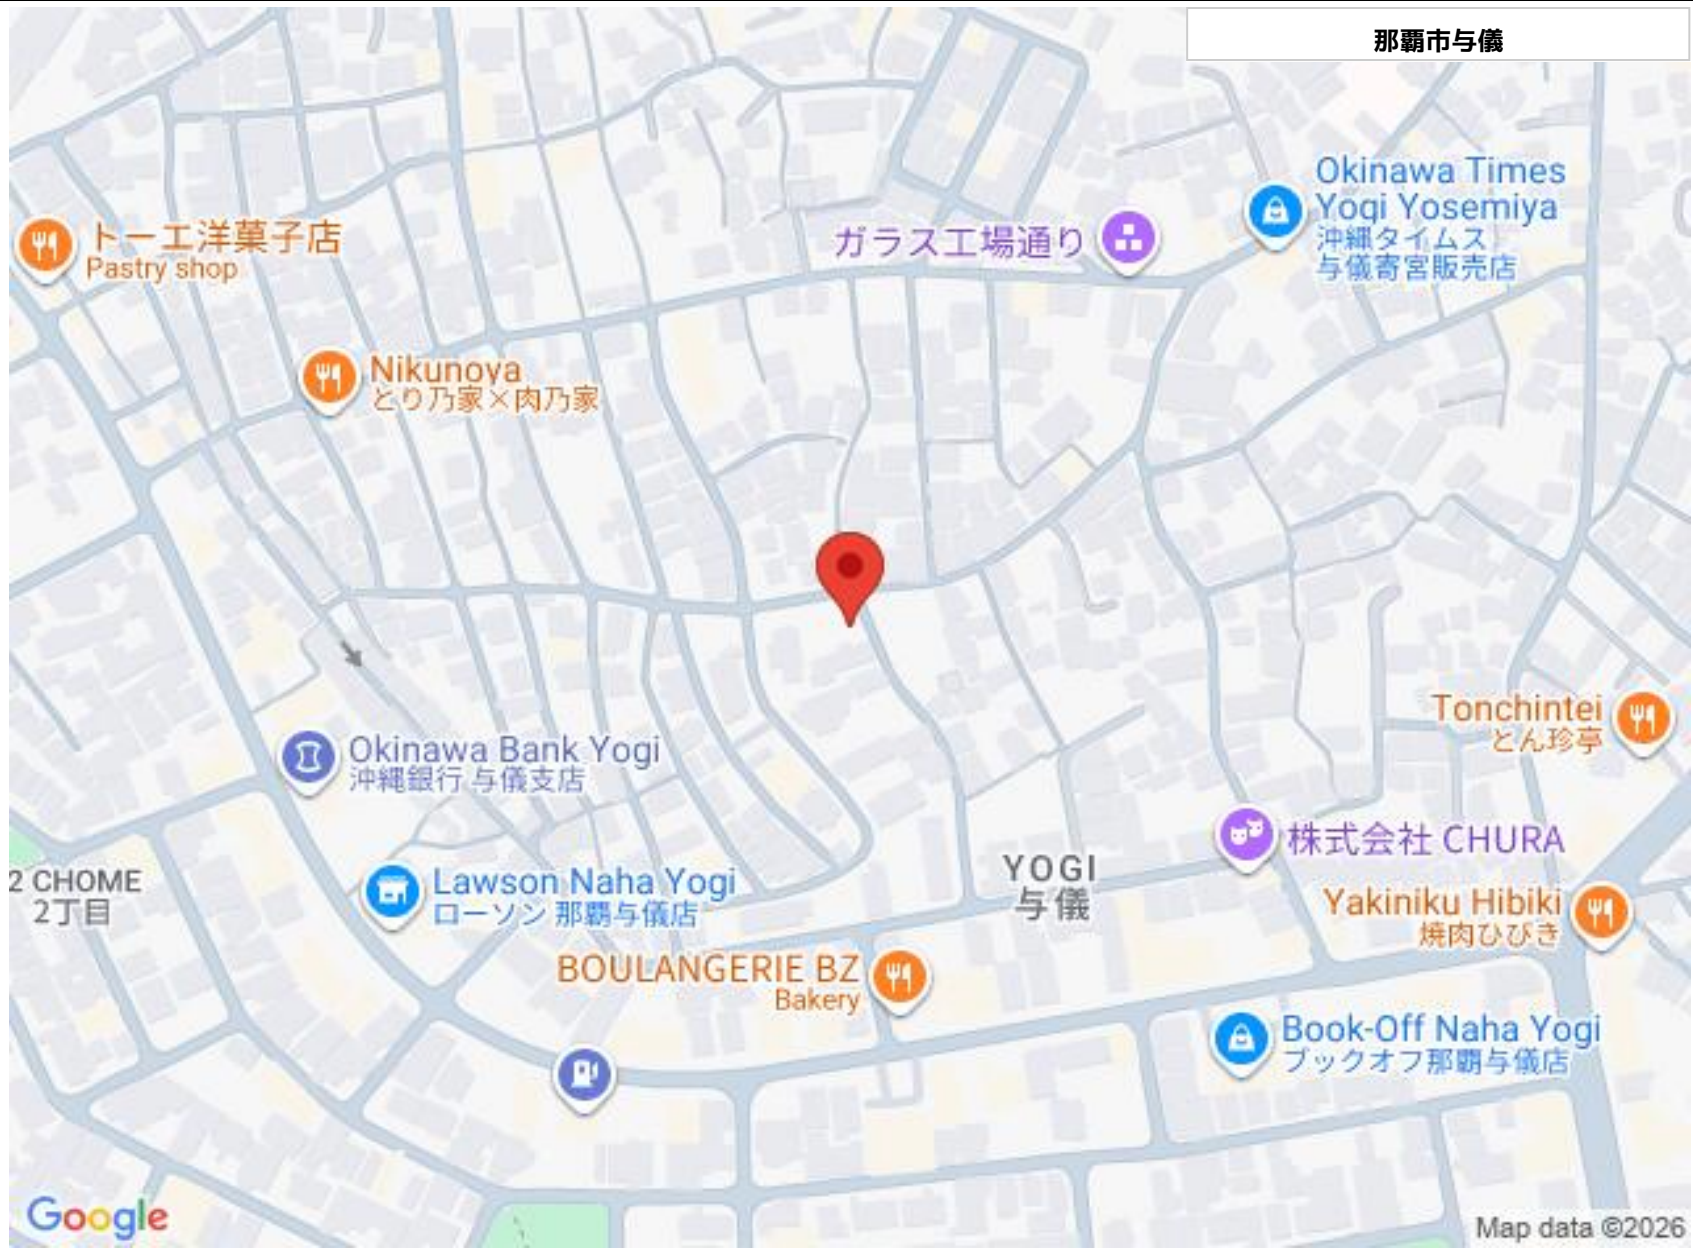 那覇市与儀
Okinawa Times
Yogi Yosemiya
沖縄タイムス
与儀寄宮販売店
トーエ洋菓子店
Pastry shop
ガラス工場通り
Nikunoya
とり乃家×肉乃家
Tonchintei
とん珍亭
Okinawa Bank Yogi
沖縄銀行 与儀支店
株式会社 CHURA
YOGI
与儀
2 CHOME
2丁目
Lawson Naha Yogi
ローソン 那覇与儀店
Yakiniku Hibiki
焼肉ひびき
BOULANGERIE BZ
Bakery
Book-Off Naha Yogi
ブックオフ那覇与儀店
Google
Map data ©2026